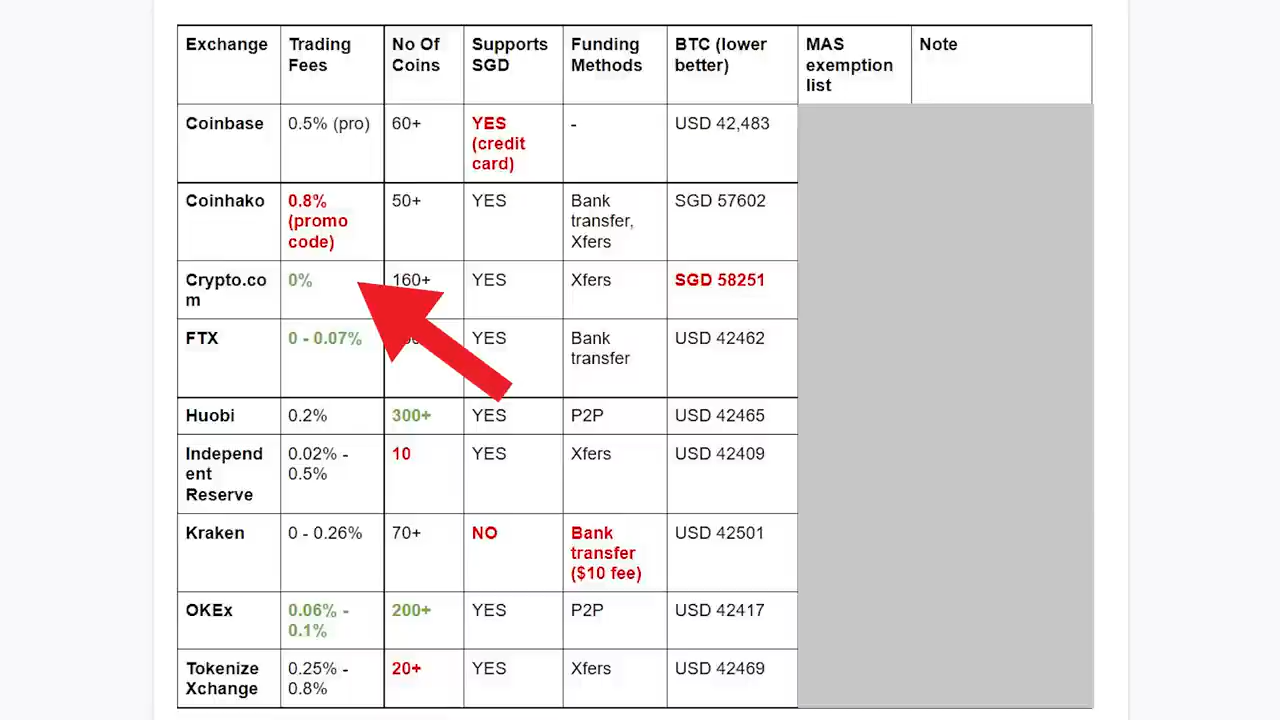 Exchange
Trading
Fees
No Of
Coins
Supports
SGD
Funding
Methods
BTC (lower
better)
MAS
exemption
list
Note
Coinbase
0.5% (pro)
60+
YES
(credit
card)
-
USD 42,483
Coinhako
0.8%
(promo
code)
50+
YES
Bank
transfer,
Xfers
SGD 57602
Crypto.co
m
0%
160+
YES
Xfers
SGD 58251
FTX
0 - 0.07%
YES
Bank
transfer
USD 42462
Huobi
0.2%
300+
YES
P2P
USD 42465
Independ
ent
Reserve
0.02% -
0.5%
10
YES
Xfers
USD 42409
Kraken
0 - 0.26%
70+
NO
Bank
transfer
($10 fee)
USD 42501
OKEx
0.06% -
0.1%
200+
YES
P2P
USD 42417
Tokenize
Xchange
0.25% -
0.8%
20+
YES
Xfers
USD 42469